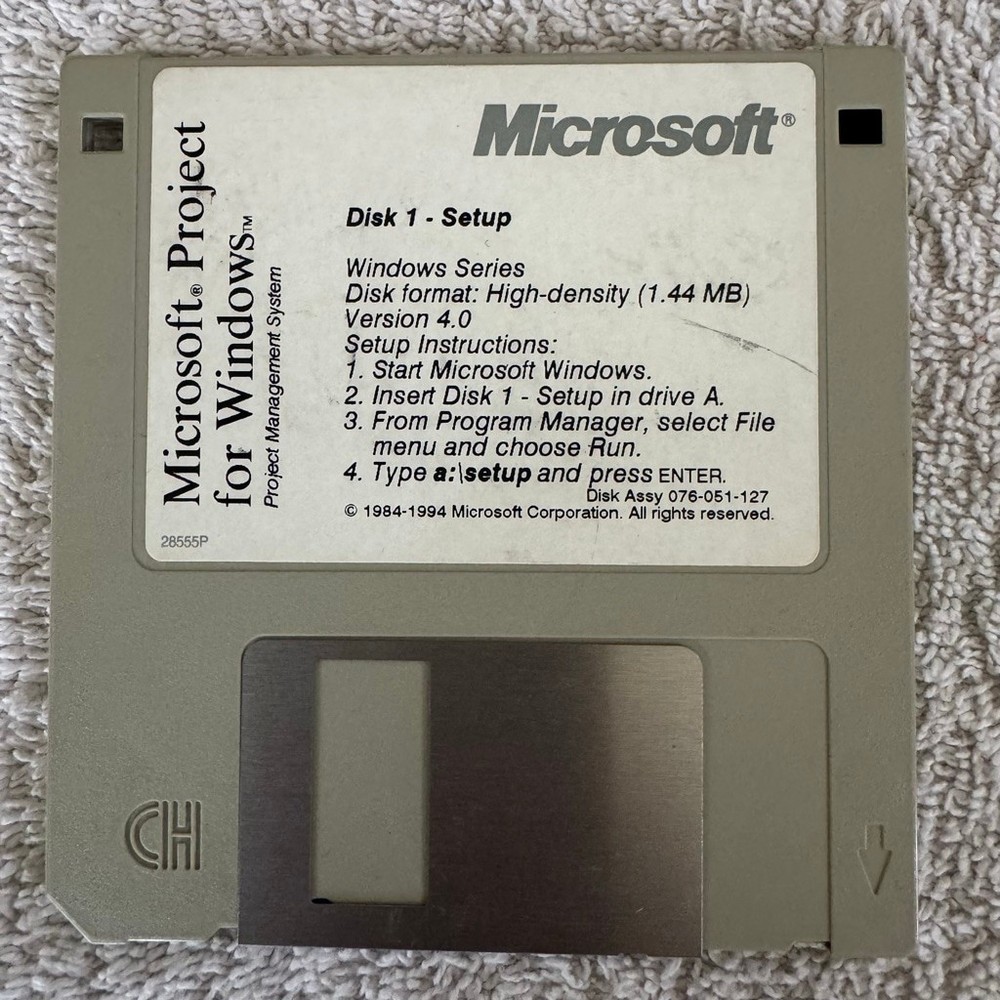 Microsoft® Project
for Windows™
Project Management System
Microsoft®
Disk 1 - Setup
Windows Series
Disk format: High-density (1.44 MB)
Version 4.0
Setup Instructions:
1. Start Microsoft Windows.
2. Insert Disk 1 - Setup in drive A.
3. From Program Manager, select File
menu and choose Run.
4. Type a:\setup and press ENTER.
Disk Assy 076-051-127
© 1984-1994 Microsoft Corporation. All rights reserved.
28555P
CH